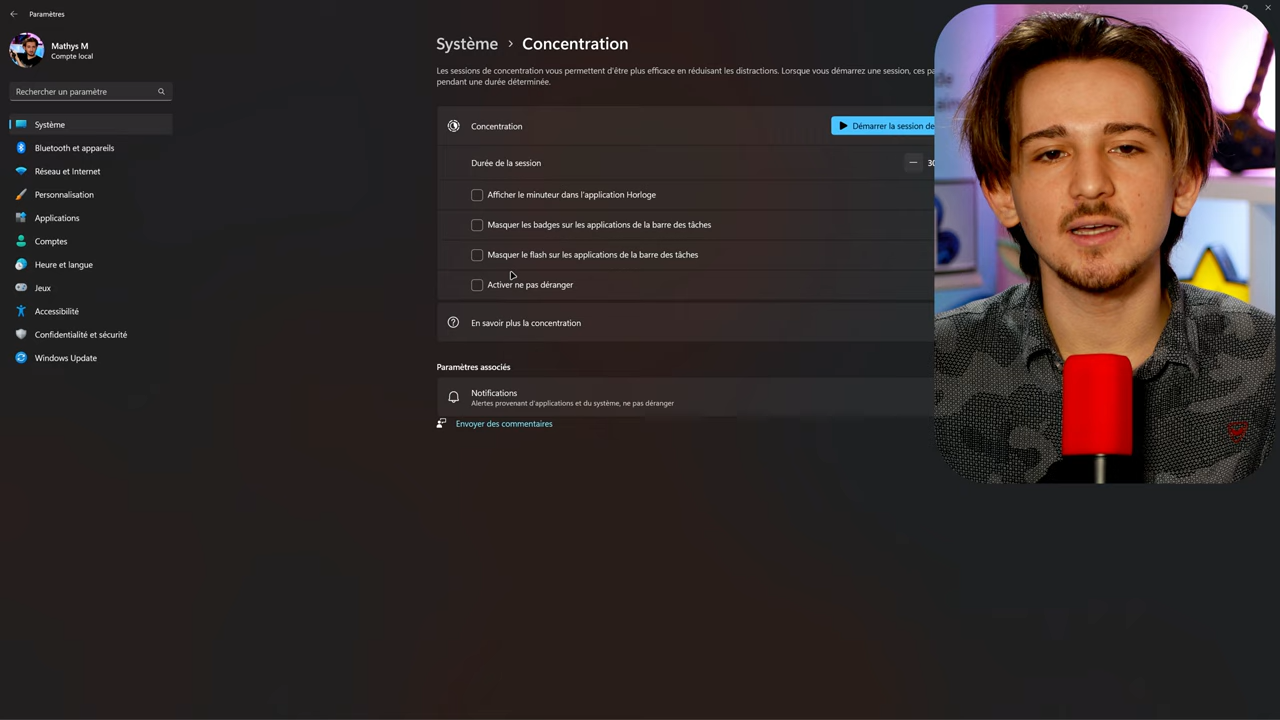 Paramètres
Mathys M
Compte local
Rechercher un paramètre
Système
Bluetooth et appareils
Réseau et Internet
Personnalisation
Applications
Comptes
Heure et langue
Jeux
Accessibilité
Confidentialité et sécurité
Windows Update
Système > Concentration
Les sessions de concentration vous permettent d'être plus efficace en réduisant les distractions. Lorsque vous démarrez une session, ces pa
pendant une durée déterminée.
Concentration
Démarrer la session de
Durée de la session
30
Afficher le minuteur dans l'application Horloge
Masquer les badges sur les applications de la barre des tâches
Masquer le flash sur les applications de la barre des tâches
Activer ne pas déranger
En savoir plus la concentration
Paramètres associés
Notifications
Alertes provenant d'applications et du système, ne pas déranger
Envoyer des commentaires